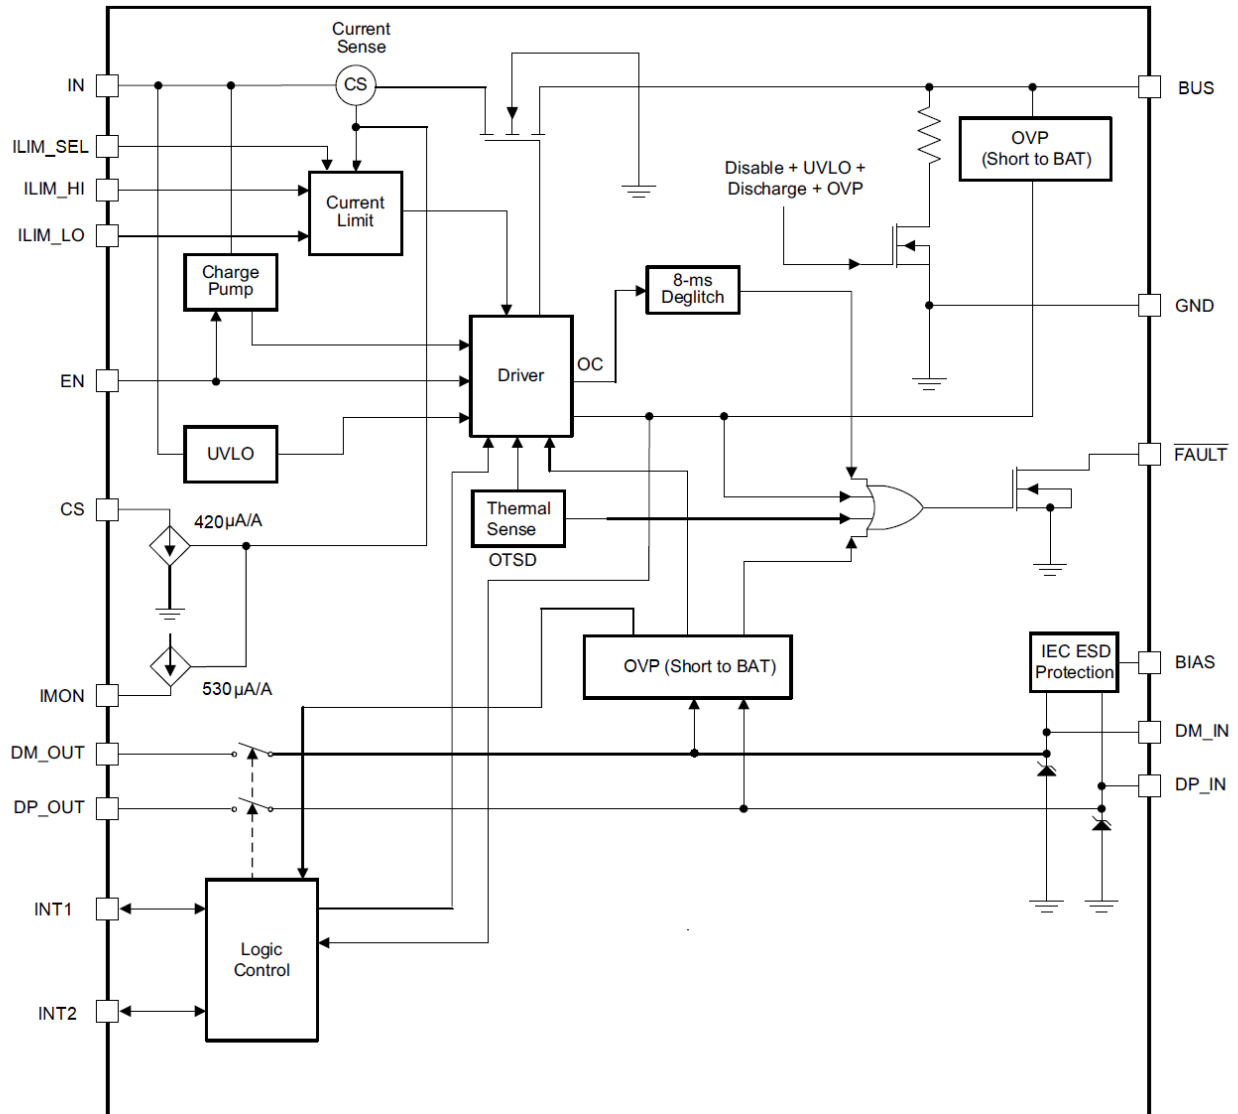 Current
Sense
IN
CS
BUS
ILIM_SEL
OVP
(Short to BAT)
ILIM_HI
Disable + UVLO +
Discharge + OVP
Current
Limit
ILIM_LO
Charge
Pump
8-ms
Deglitch
GND
EN
Driver
OC
UVLO
FAULT
CS
420µA/A
Thermal
Sense
OTSD
OVP (Short to BAT)
IEC ESD
Protection
BIAS
530µA/A
IMON
DM_OUT
DM_IN
DP_OUT
DP_IN
INT1
Logic
Control
INT2